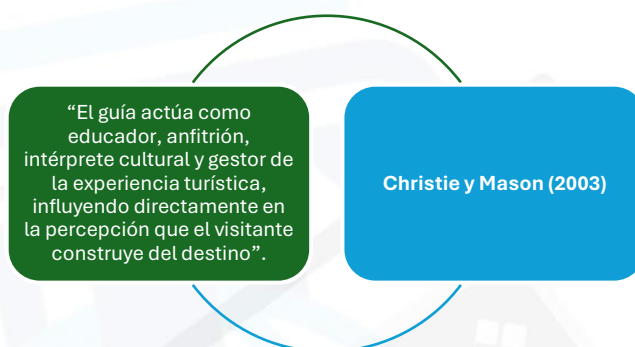 “El guía actúa como
educador, anfitrión,
intérprete cultural y gestor de
la experiencia turística,
influyendo directamente en
la percepción que el visitante
construye del destino”.
Christie y Mason (2003)